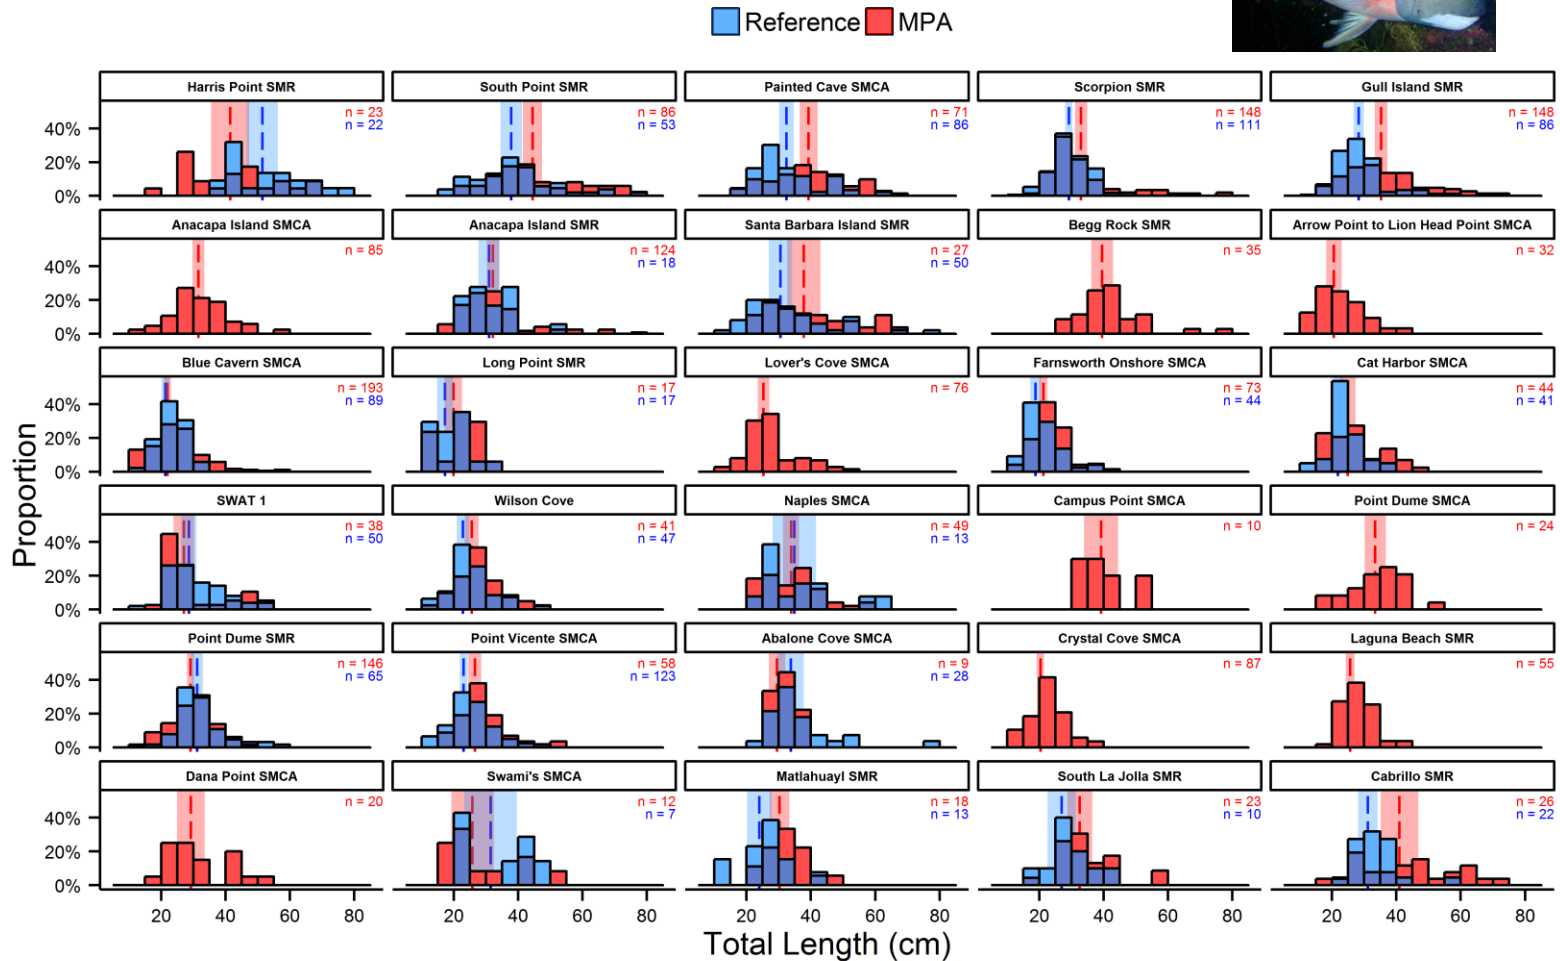 Reference MPA
Harris Point SMR
South Point SMR
Painted Cave SMCA
Scorpion SMR
Gull Island SMR
n = 23
n = 22
n = 86
n = 53
n = 71
n = 86
n = 148
n = 111
n = 148
n = 86
40%
20%
0%
Anacapa Island SMCA
Anacapa Island SMR
Santa Barbara Island SMR
Begg Rock SMR
Arrow Point to Lion Head Point SMCA
n = 85
n = 124
n = 18
n = 27
n = 50
n = 35
n = 32
40%
20%
0%
Blue Cavern SMCA
Long Point SMR
Lover's Cove SMCA
Farnsworth Onshore SMCA
Cat Harbor SMCA
n = 193
n = 89
n = 17
n = 17
n = 76
n = 73
n = 44
n = 44
n = 41
40%
20%
0%
SWAT 1
Wilson Cove
Naples SMCA
Campus Point SMCA
Point Dume SMCA
n = 38
n = 50
n = 41
n = 47
n = 49
n = 13
n = 10
n = 24
40%
20%
0%
Point Dume SMR
Point Vicente SMCA
Abalone Cove SMCA
Crystal Cove SMCA
Laguna Beach SMR
n = 146
n = 65
n = 58
n = 123
n = 9
n = 28
n = 87
n = 55
40%
20%
0%
Dana Point SMCA
Swami's SMCA
Matlahuayl SMR
South La Jolla SMR
Cabrillo SMR
n = 20
n = 12
n = 7
n = 18
n = 13
n = 23
n = 10
n = 26
n = 22
40%
20%
0%
20 40 60 80
20 40 60 80
20 40 60 80
20 40 60 80
20 40 60 80
Proportion
Total Length (cm)